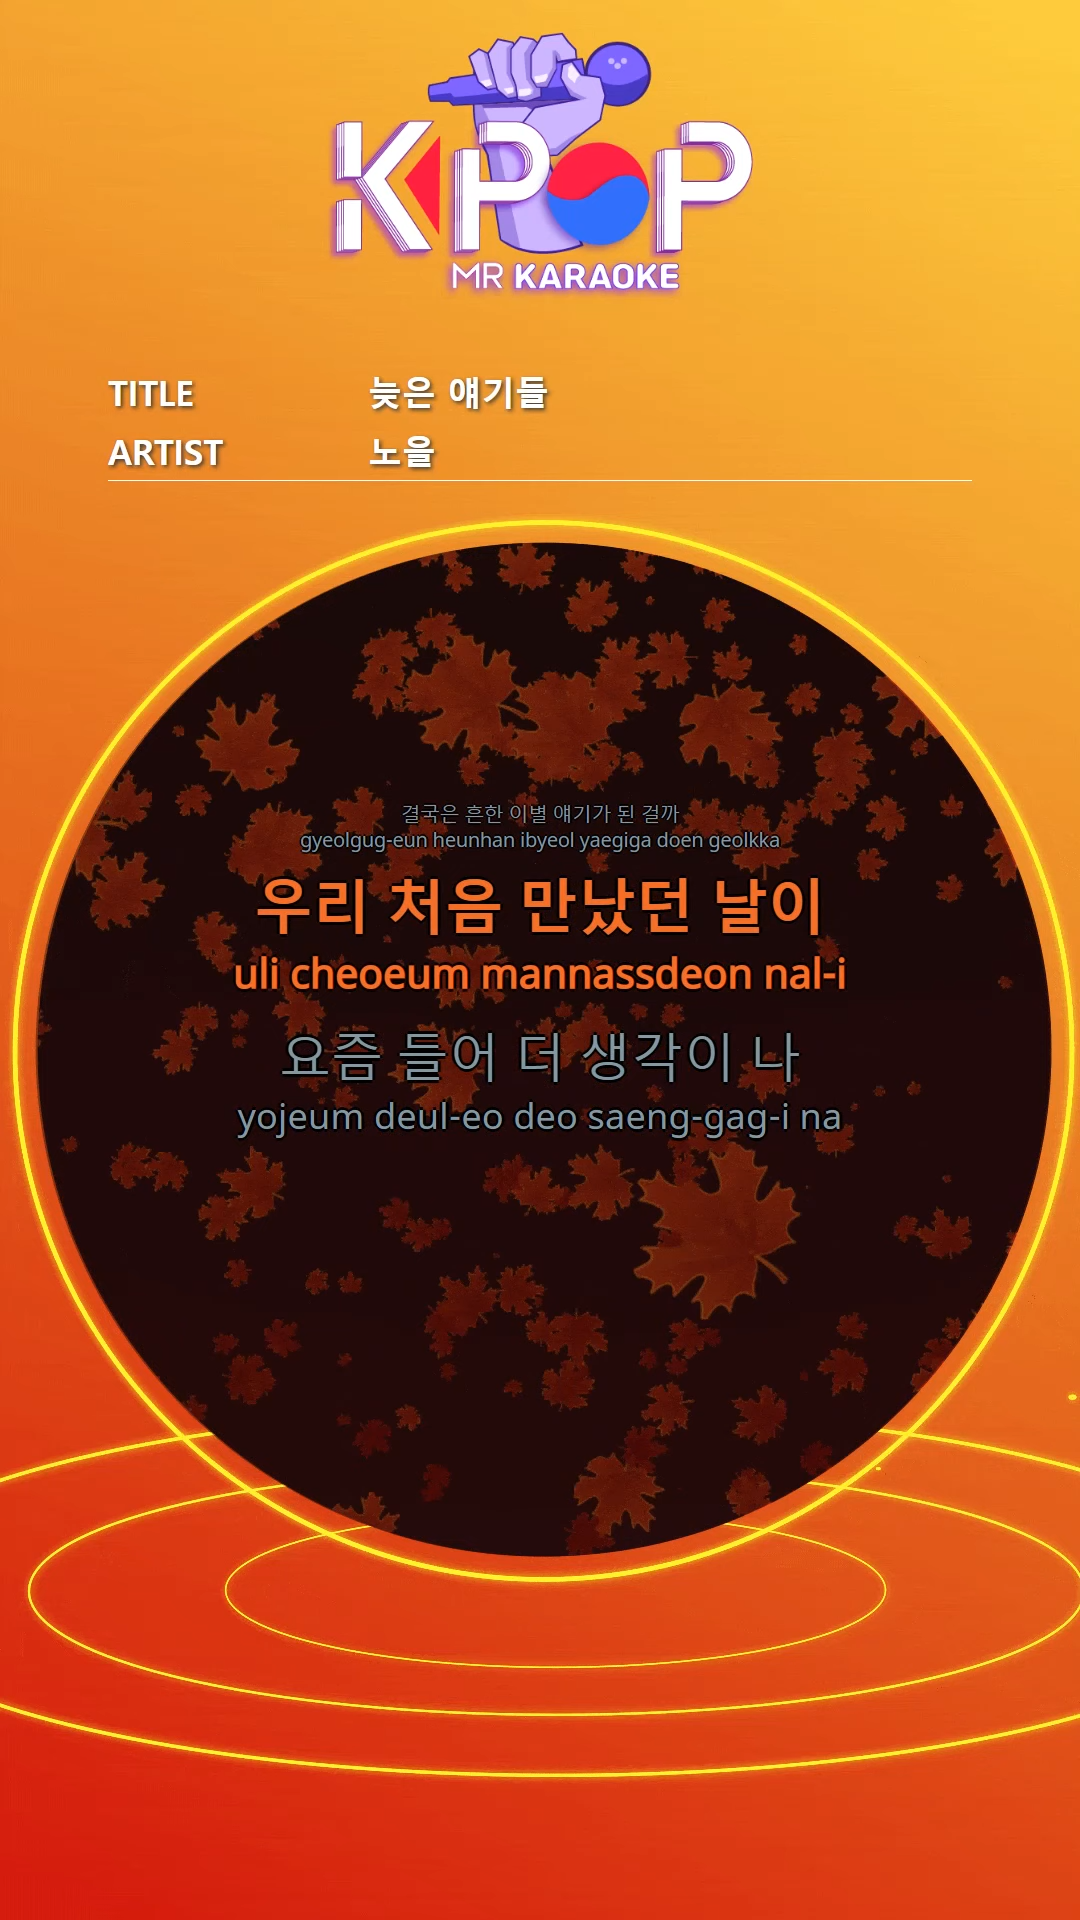 KPOP
MR KARAOKE
TITLE 늦은 얘기들
ARTIST 노을
결국은 흔한 이별 얘기가 된 걸까
gyeolgug-eun heunhan ibyeol yaegiga doen geolkka
우리 처음 만났던 날이
uli cheoeum mannassdeon nal-i
요즘 들어 더 생각이 나
yojeum deul-eo deo saeng-gag-i na